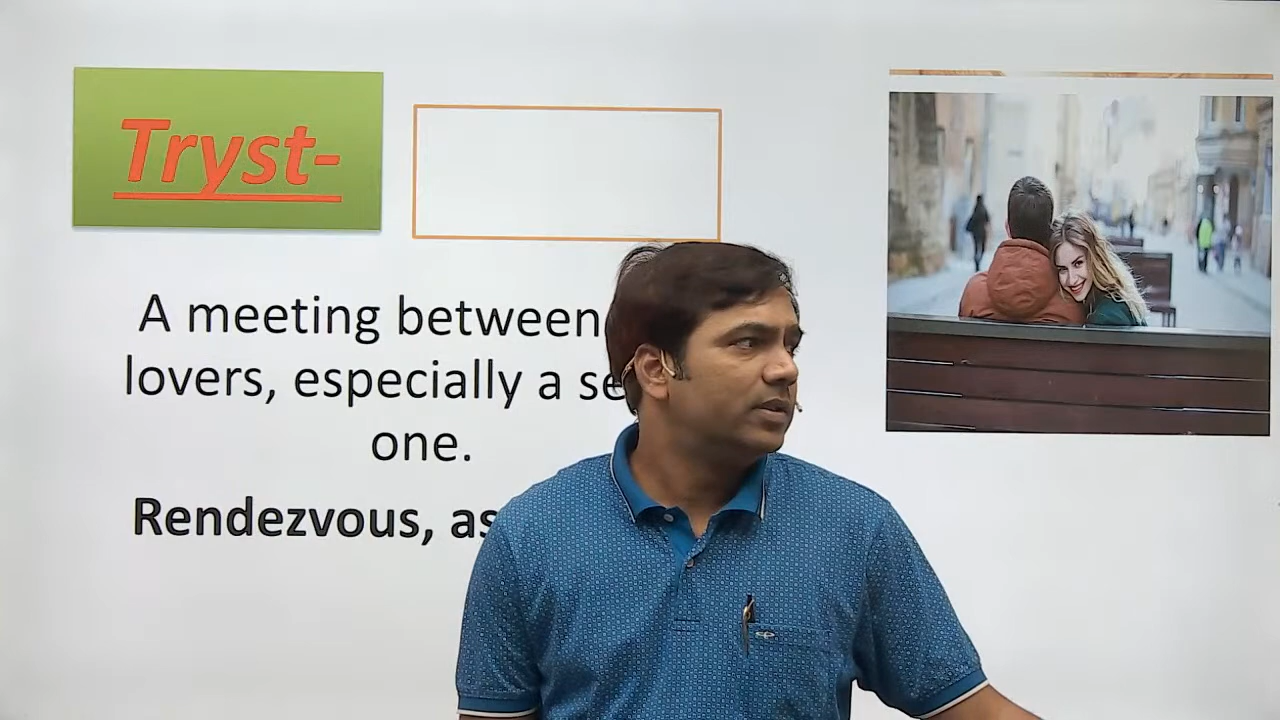 Tryst-
A meeting between
lovers, especially a
one.
Rendezvous,